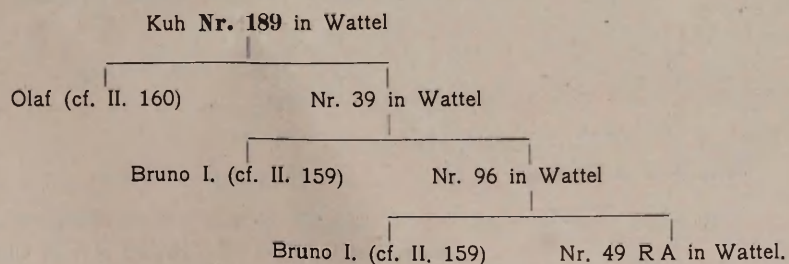 Kuh Nr. 189 in Wattel
Olaf (cf. II. 160) Nr. 39 in Wattel
Bruno I. (cf. II. 159) Nr. 96 in Wattel
Bruno I. (cf. II. 159) Nr. 49 R A in Wattel.